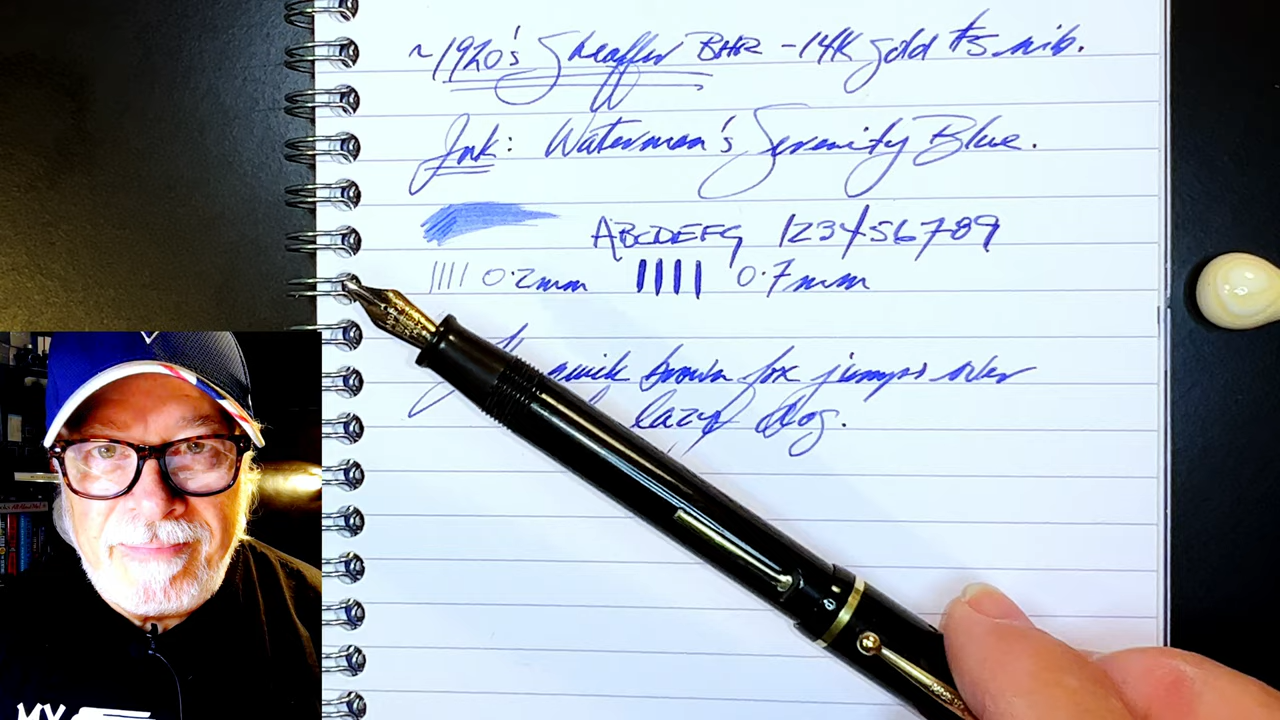 ~1920's Sheaffer BHR - 14K gold #5 nib.
Ink: Waterman's Serenity Blue.
ABCDEFG 123456789
0.2mm 0.7mm
quick brown fox jumps over
lazy dog.
MY